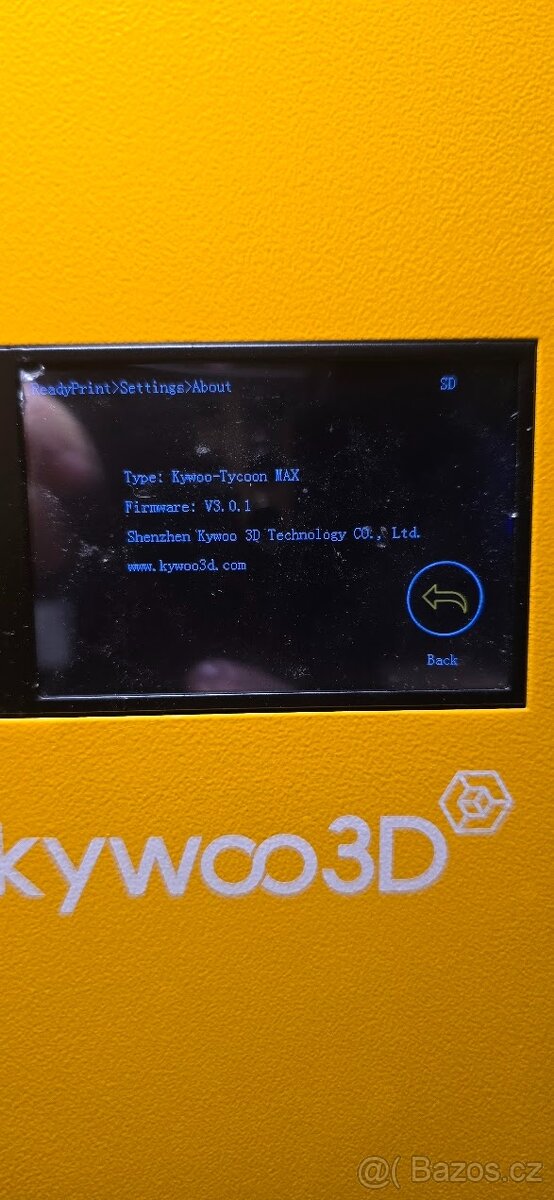 ReadyPrint>Settings>About
SD
Type: Kywoo-Tycoon MAX
Firmware: V3.0.1
Shenzhen Kywoo 3D Technology CO., Ltd.
www.kywoo3d.com
Back
kywoo3D
@( Bazos.cz